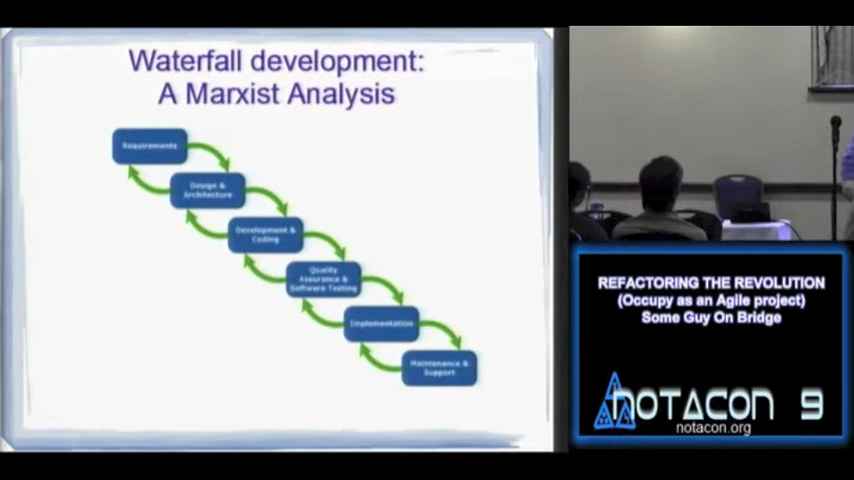 Waterfall development:
A Marxist Analysis
Requirements
Design &
Architecture
Development &
Coding
Quality
Assurance &
Software Testing
Implementation
Maintenance &
Support
REFACTORING THE REVOLUTION
(Occupy as an Agile project)
Some Guy On Bridge
NOTACON 9
notacon.org